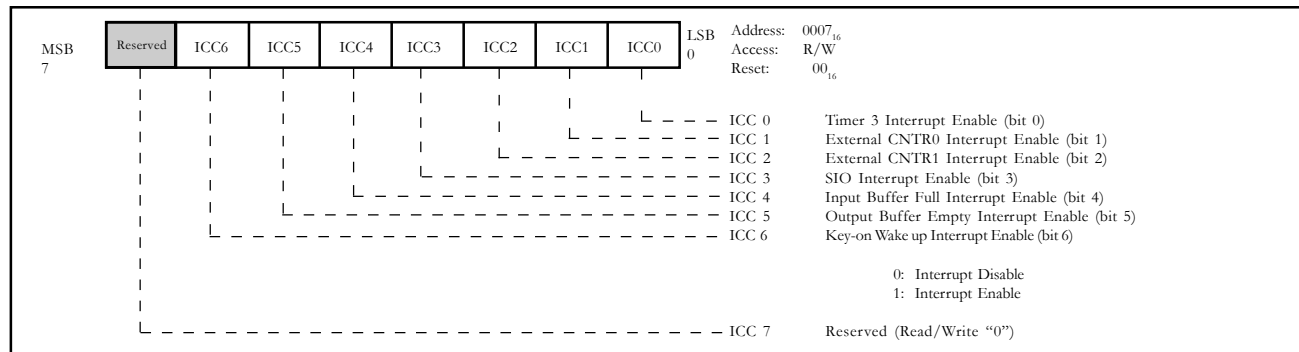 MSB
7
Reserved ICC6 ICC5 ICC4 ICC3 ICC2 ICC1 ICC0
LSB
0
Address: 0007₁₆
Access: R/W
Reset: 00₁₆
ICC 0 Timer 3 Interrupt Enable (bit 0)
ICC 1 External CNTR0 Interrupt Enable (bit 1)
ICC 2 External CNTR1 Interrupt Enable (bit 2)
ICC 3 SIO Interrupt Enable (bit 3)
ICC 4 Input Buffer Full Interrupt Enable (bit 4)
ICC 5 Output Buffer Empty Interrupt Enable (bit 5)
ICC 6 Key-on Wake up Interrupt Enable (bit 6)
0: Interrupt Disable
1: Interrupt Enable
ICC 7 Reserved (Read/Write “0”)